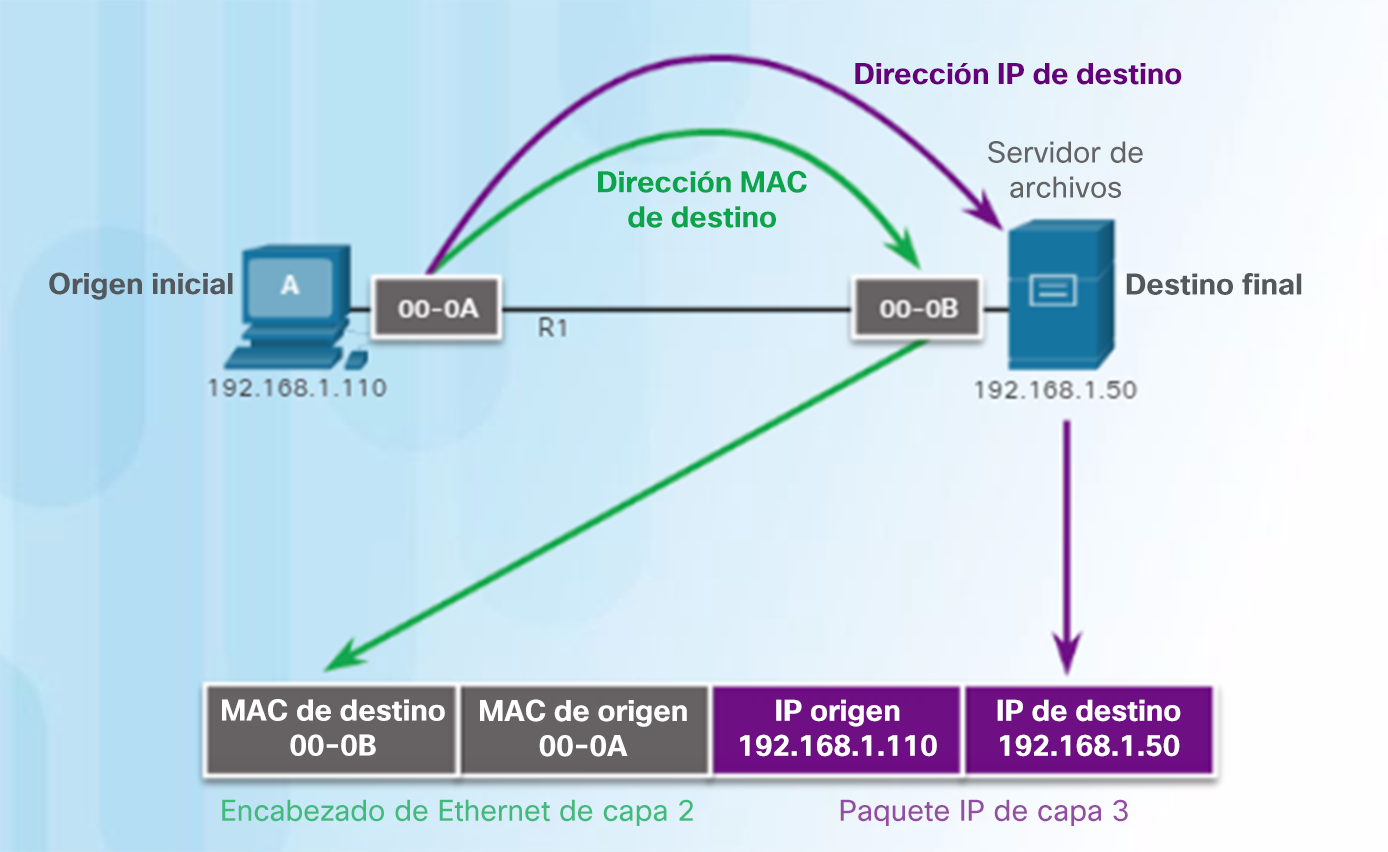 Dirección IP de destino
Servidor de
archivos
Dirección MAC
de destino
Origen inicial
A
00-0A
R1
00-0B
Destino final
192.168.1.110
192.168.1.50
MAC de destino
00-0B
MAC de origen
00-0A
IP origen
192.168.1.110
IP de destino
192.168.1.50
Encabezado de Ethernet de capa 2
Paquete IP de capa 3